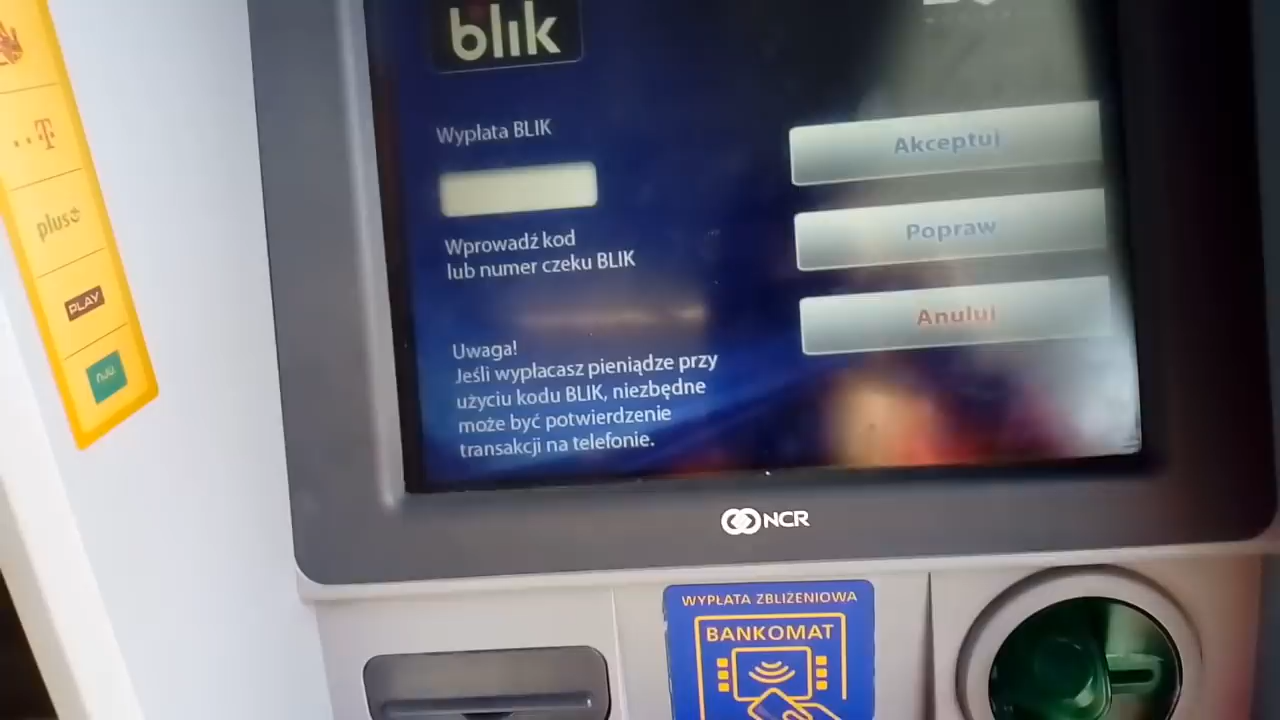 blik
Wypłata BLIK
Wprowadź kod
lub numer czeku BLIK
Uwaga!
Jeśli wypłacasz pieniądze przy
użyciu kodu BLIK, niezbędne
może być potwierdzenie
transakcji na telefonie.
Akceptuj
Popraw
Anuluj
T
plus
PLAY
nju
NCR
WYPŁATA ZBLIŻENIOWA
BANKOMAT